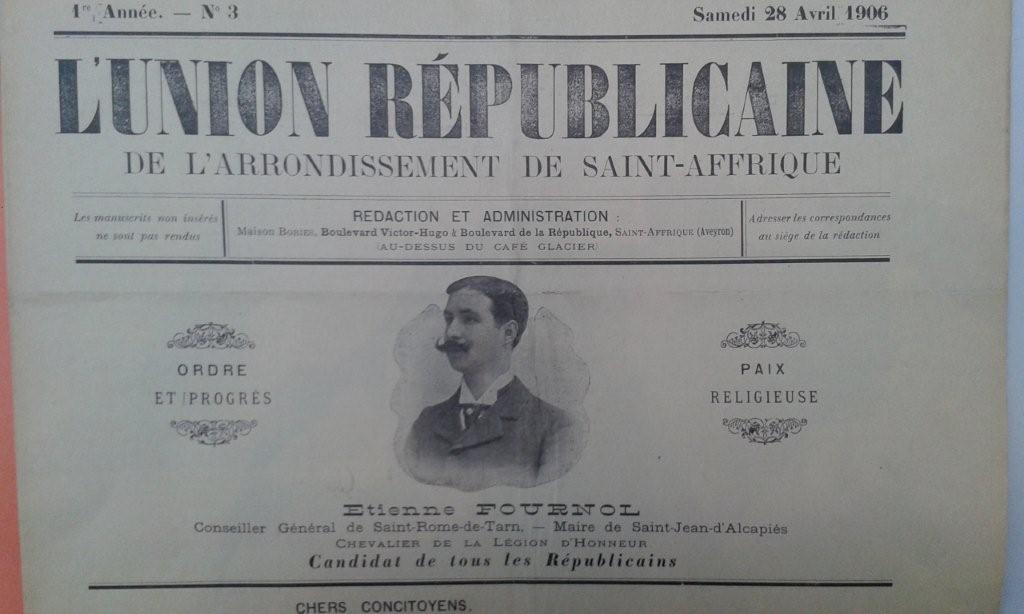 1re Année. — No 3
Samedi 28 Avril 1906
L'UNION RÉPUBLICAINE
DE L'ARRONDISSEMENT DE SAINT-AFFRIQUE
Les manuscrits non insérés
ne sont pas rendus
REDACTION ET ADMINISTRATION :
Maison BORIES, Boulevard Victor-Hugo & Boulevard de la République, SAINT-AFFRIQUE (Aveyron)
(AU-DESSUS DU CAFÉ GLACIER)
Adresser les correspondances
au siège de la rédaction
ORDRE
ET PROGRÈS
PAIX
RELIGIEUSE
Etienne FOURNOL
Conseiller Général de Saint-Rome-de-Tarn. — Maire de Saint-Jean-d'Alcapiès
CHEVALIER DE LA LÉGION D'HONNEUR
Candidat de tous les Républicains
CHERS CONCITOYENS,